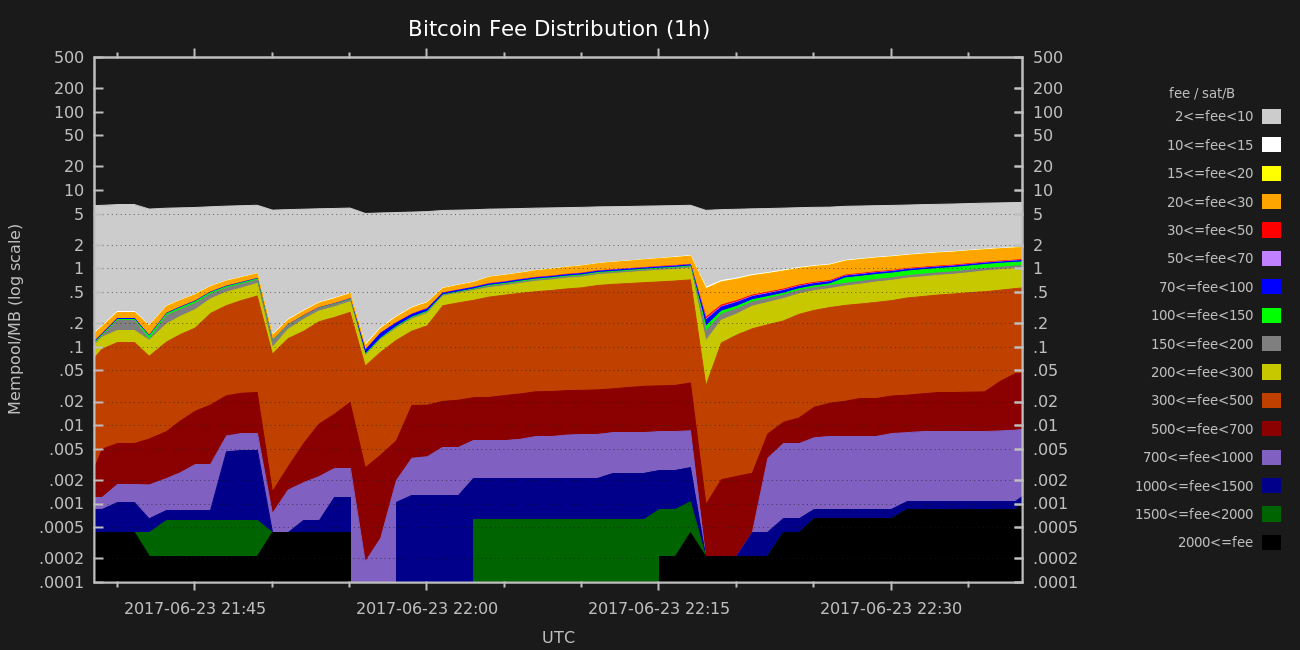 Bitcoin Fee Distribution (1h)
Mempool/MB (log scale)
500
200
100
50
20
10
5
2
1
.5
.2
.1
.05
.02
.01
.005
.002
.001
.0005
.0002
.0001
500
200
100
50
20
10
5
2
1
.5
.2
.1
.05
.02
.01
.005
.002
.001
.0005
.0002
.0001
2017-06-23 21:45
2017-06-23 22:00
2017-06-23 22:15
2017-06-23 22:30
UTC
fee / sat/B
2<=fee<10
10<=fee<15
15<=fee<20
20<=fee<30
30<=fee<50
50<=fee<70
70<=fee<100
100<=fee<150
150<=fee<200
200<=fee<300
300<=fee<500
500<=fee<700
700<=fee<1000
1000<=fee<1500
1500<=fee<2000
2000<=fee